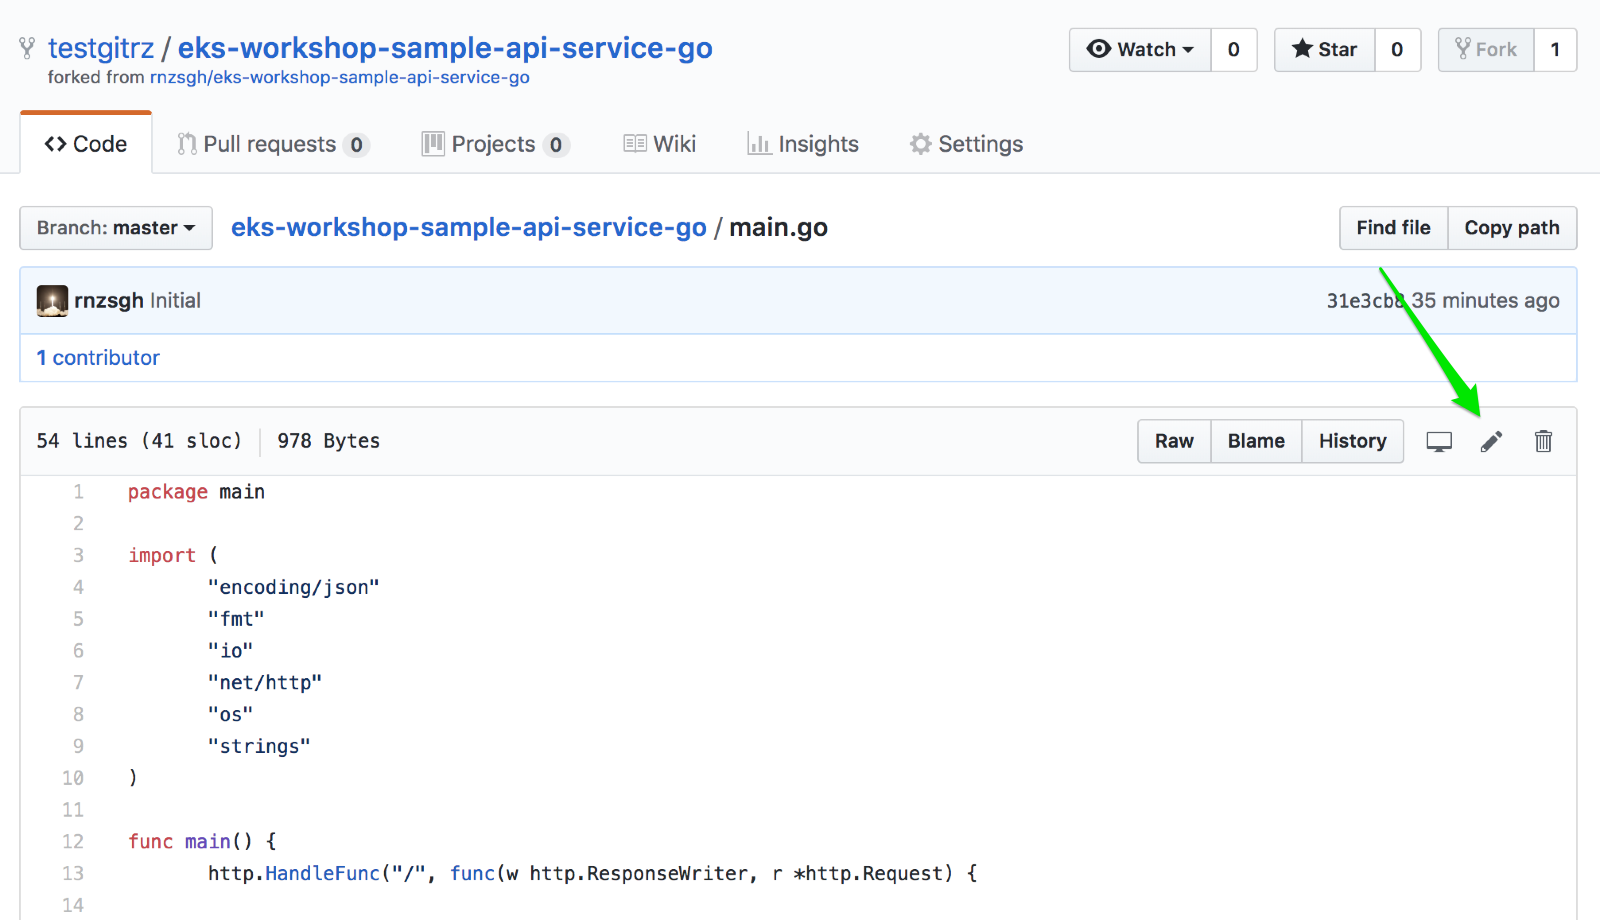 testgitrz / eks-workshop-sample-api-service-go Watch 0 Star 0 Fork 1
forked from rnzsgh/eks-workshop-sample-api-service-go
Code Pull requests 0 Projects 0 Wiki Insights Settings
Branch: master eks-workshop-sample-api-service-go / main.go Find file Copy path
rnzsgh Initial 31e3cb8 35 minutes ago
1 contributor
54 lines (41 sloc) 978 Bytes Raw Blame History
1 package main
2
3 import (
4 "encoding/json"
5 "fmt"
6 "io"
7 "net/http"
8 "os"
9 "strings"
10 )
11
12 func main() {
13 http.HandleFunc("/", func(w http.ResponseWriter, r *http.Request) {
14